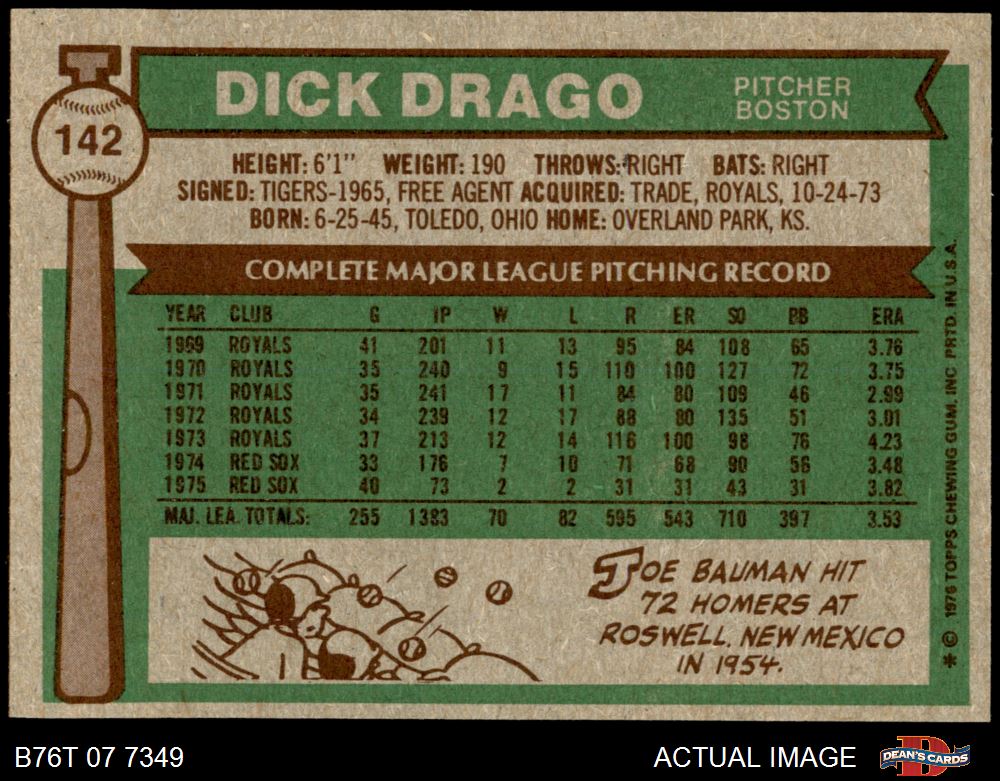 DICK DRAGO
PITCHER
BOSTON
142
HEIGHT: 6'1" WEIGHT: 190 THROWS: RIGHT BATS: RIGHT
SIGNED: TIGERS-1965, FREE AGENT ACQUIRED: TRADE, ROYALS, 10-24-73
BORN: 6-25-45, TOLEDO, OHIO HOME: OVERLAND PARK, KS.
COMPLETE MAJOR LEAGUE PITCHING RECORD
YEAR CLUB G IP W L R ER SO BB ERA
1969 ROYALS 41 201 11 13 95 84 108 65 3.76
1970 ROYALS 35 240 9 15 110 100 127 72 3.75
1971 ROYALS 35 241 17 11 84 80 109 46 2.99
1972 ROYALS 34 239 12 17 88 80 135 51 3.01
1973 ROYALS 37 213 12 14 116 100 98 76 4.23
1974 RED SOX 33 176 7 10 71 68 90 56 3.48
1975 RED SOX 40 73 2 2 31 31 43 31 3.82
MAJ. LEA. TOTALS: 255 1383 70 82 595 543 710 397 3.53
JOE BAUMAN HIT
72 HOMERS AT
ROSWELL, NEW MEXICO
IN 1954.
* © 1976 TOPPS CHEWING GUM, INC PRTD. IN U.S.A.
B76T 07 7349
ACTUAL IMAGE
DEAN'S CARDS